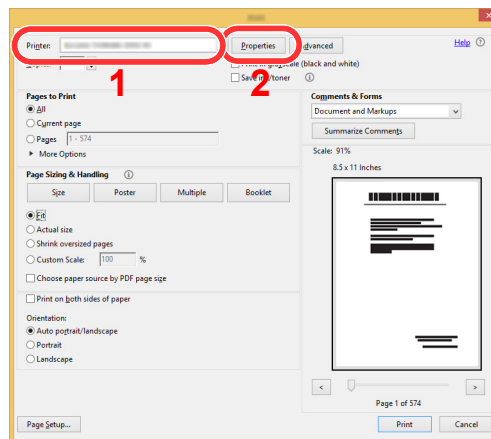 Printer:
Properties
Advanced
Help
1
2
Print in grayscale (black and white)
Save ink/toner
Pages to Print
All
Current page
Pages
1 - 574
More Options
Page Sizing & Handling
Size
Poster
Multiple
Booklet
Fit
Actual size
Shrink oversized pages
Custom Scale:
100
%
Choose paper source by PDF page size
Print on both sides of paper
Orientation:
Auto portrait/landscape
Portrait
Landscape
Comments & Forms
Document and Markups
Summarize Comments
Scale: 91%
8.5 x 11 Inches
<
>
Page 1 of 574
Page Setup...
Print
Cancel